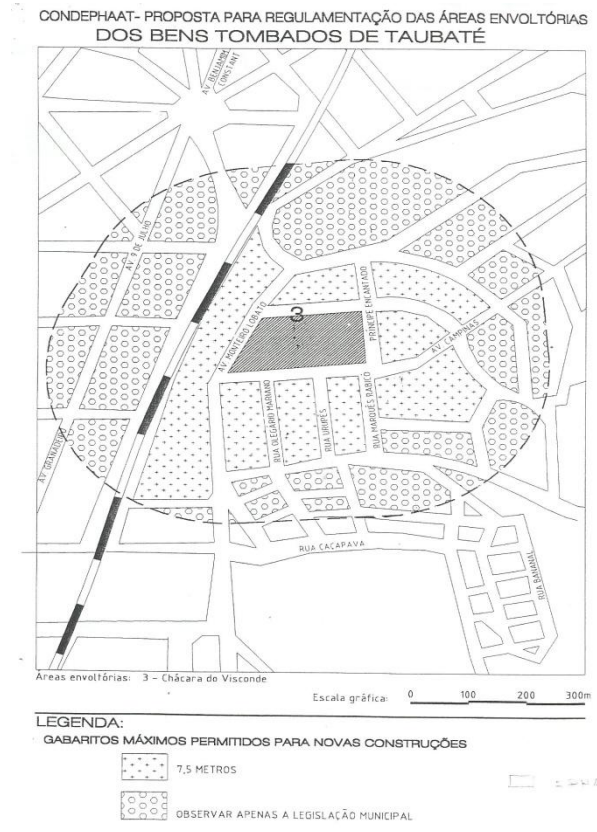 CONDEPHAAT- PROPOSTA PARA REGULAMENTAÇÃO DAS ÁREAS ENVOLTÓRIAS
DOS BENS TOMBADOS DE TAUBATÉ
AV BENJAMIM
CONSTANT
AV 9 DE JULHO
AV MONTEIRO LOBATO
3
PRÍNCIPE ENCANTADO
AV. CAMPINAS
RUA OLEGÁRIO MARIANO
RUA URUPÊS
RUA MARQUÊS RABICÓ
AV GRANADEIRO
RUA CAÇAPAVA
RUA BANANAL
Áreas envoltórias: 3 - Chácara do Visconde
Escala gráfica: 0 100 200 300m
LEGENDA:
GABARITOS MÁXIMOS PERMITIDOS PARA NOVAS CONSTRUÇÕES
7,5 METROS
OBSERVAR APENAS A LEGISLAÇÃO MUNICIPAL